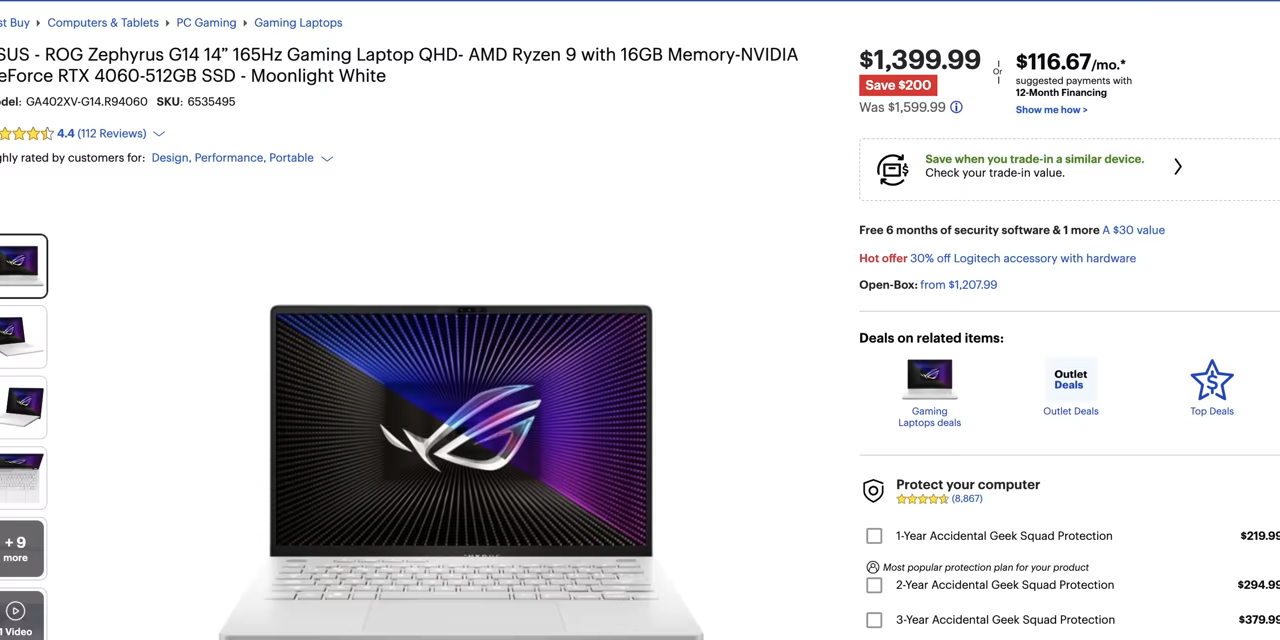 st Buy Computers & Tablets PC Gaming Gaming Laptops
SUS - ROG Zephyrus G14 14” 165Hz Gaming Laptop QHD- AMD Ryzen 9 with 16GB Memory-NVIDIA
eForce RTX 4060-512GB SSD - Moonlight White
del: GA402XV-G14.R94060 SKU: 6535495
4.4 (112 Reviews)
ghly rated by customers for: Design, Performance, Portable
+ 9
more
1 Video
$1,399.99
Save $200
Was $1,599.99
Or
$116.67/mo.*
suggested payments with
12-Month Financing
Show me how >
Save when you trade-in a similar device.
Check your trade-in value.
Free 6 months of security software & 1 more A $30 value
Hot offer 30% off Logitech accessory with hardware
Open-Box: from $1,207.99
Deals on related items:
Gaming
Laptops deals
Outlet
Deals
Outlet Deals
Top Deals
Protect your computer
(8,867)
1-Year Accidental Geek Squad Protection $219.99
Most popular protection plan for your product
2-Year Accidental Geek Squad Protection $294.99
3-Year Accidental Geek Squad Protection $379.99